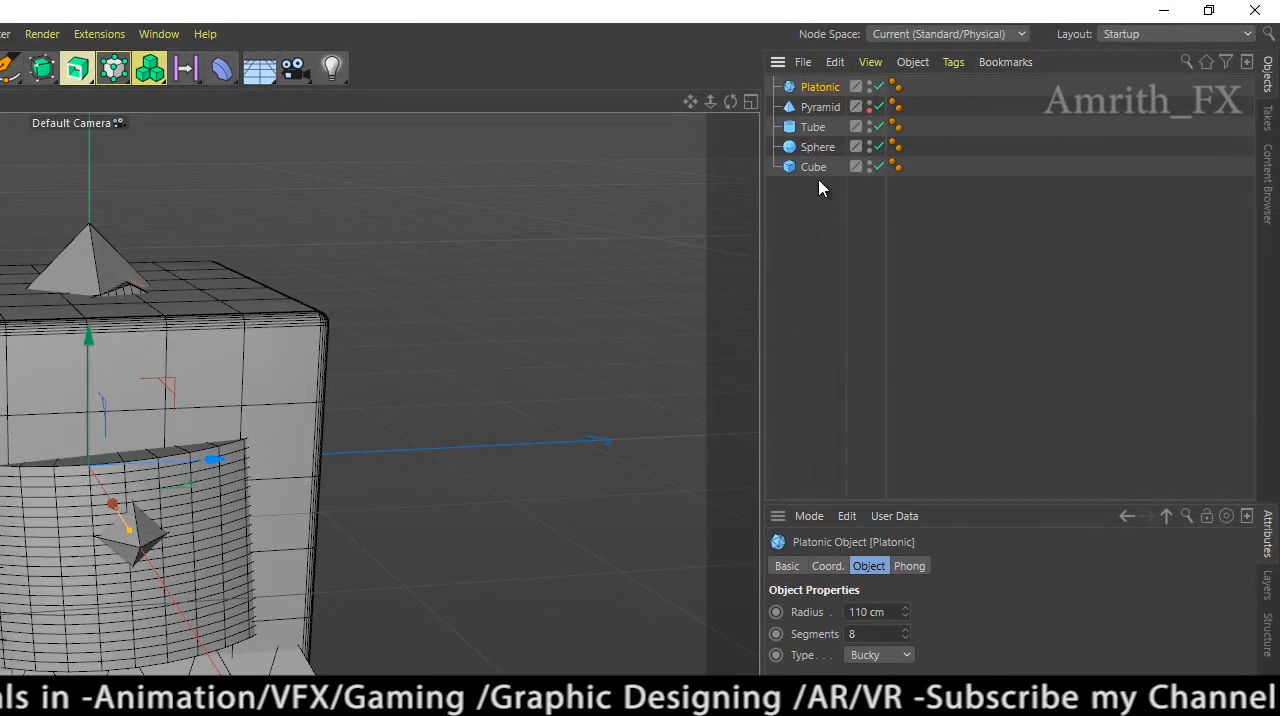 Render Extensions Window Help
Node Space: Current (Standard/Physical) Layout: Startup
File Edit View Object Tags Bookmarks
Default Camera
Platonic
Pyramid
Tube
Sphere
Cube
Amrith_FX
Objects
Takes
Content Browser
Mode Edit User Data
Platonic Object [Platonic]
Basic Coord. Object Phong
Object Properties
Radius . 110 cm
Segments 8
Type . . . Bucky
Attributes
Layers
Structure
als in -Animation/VFX/Gaming /Graphic Designing /AR/VR -Subscribe my Channel